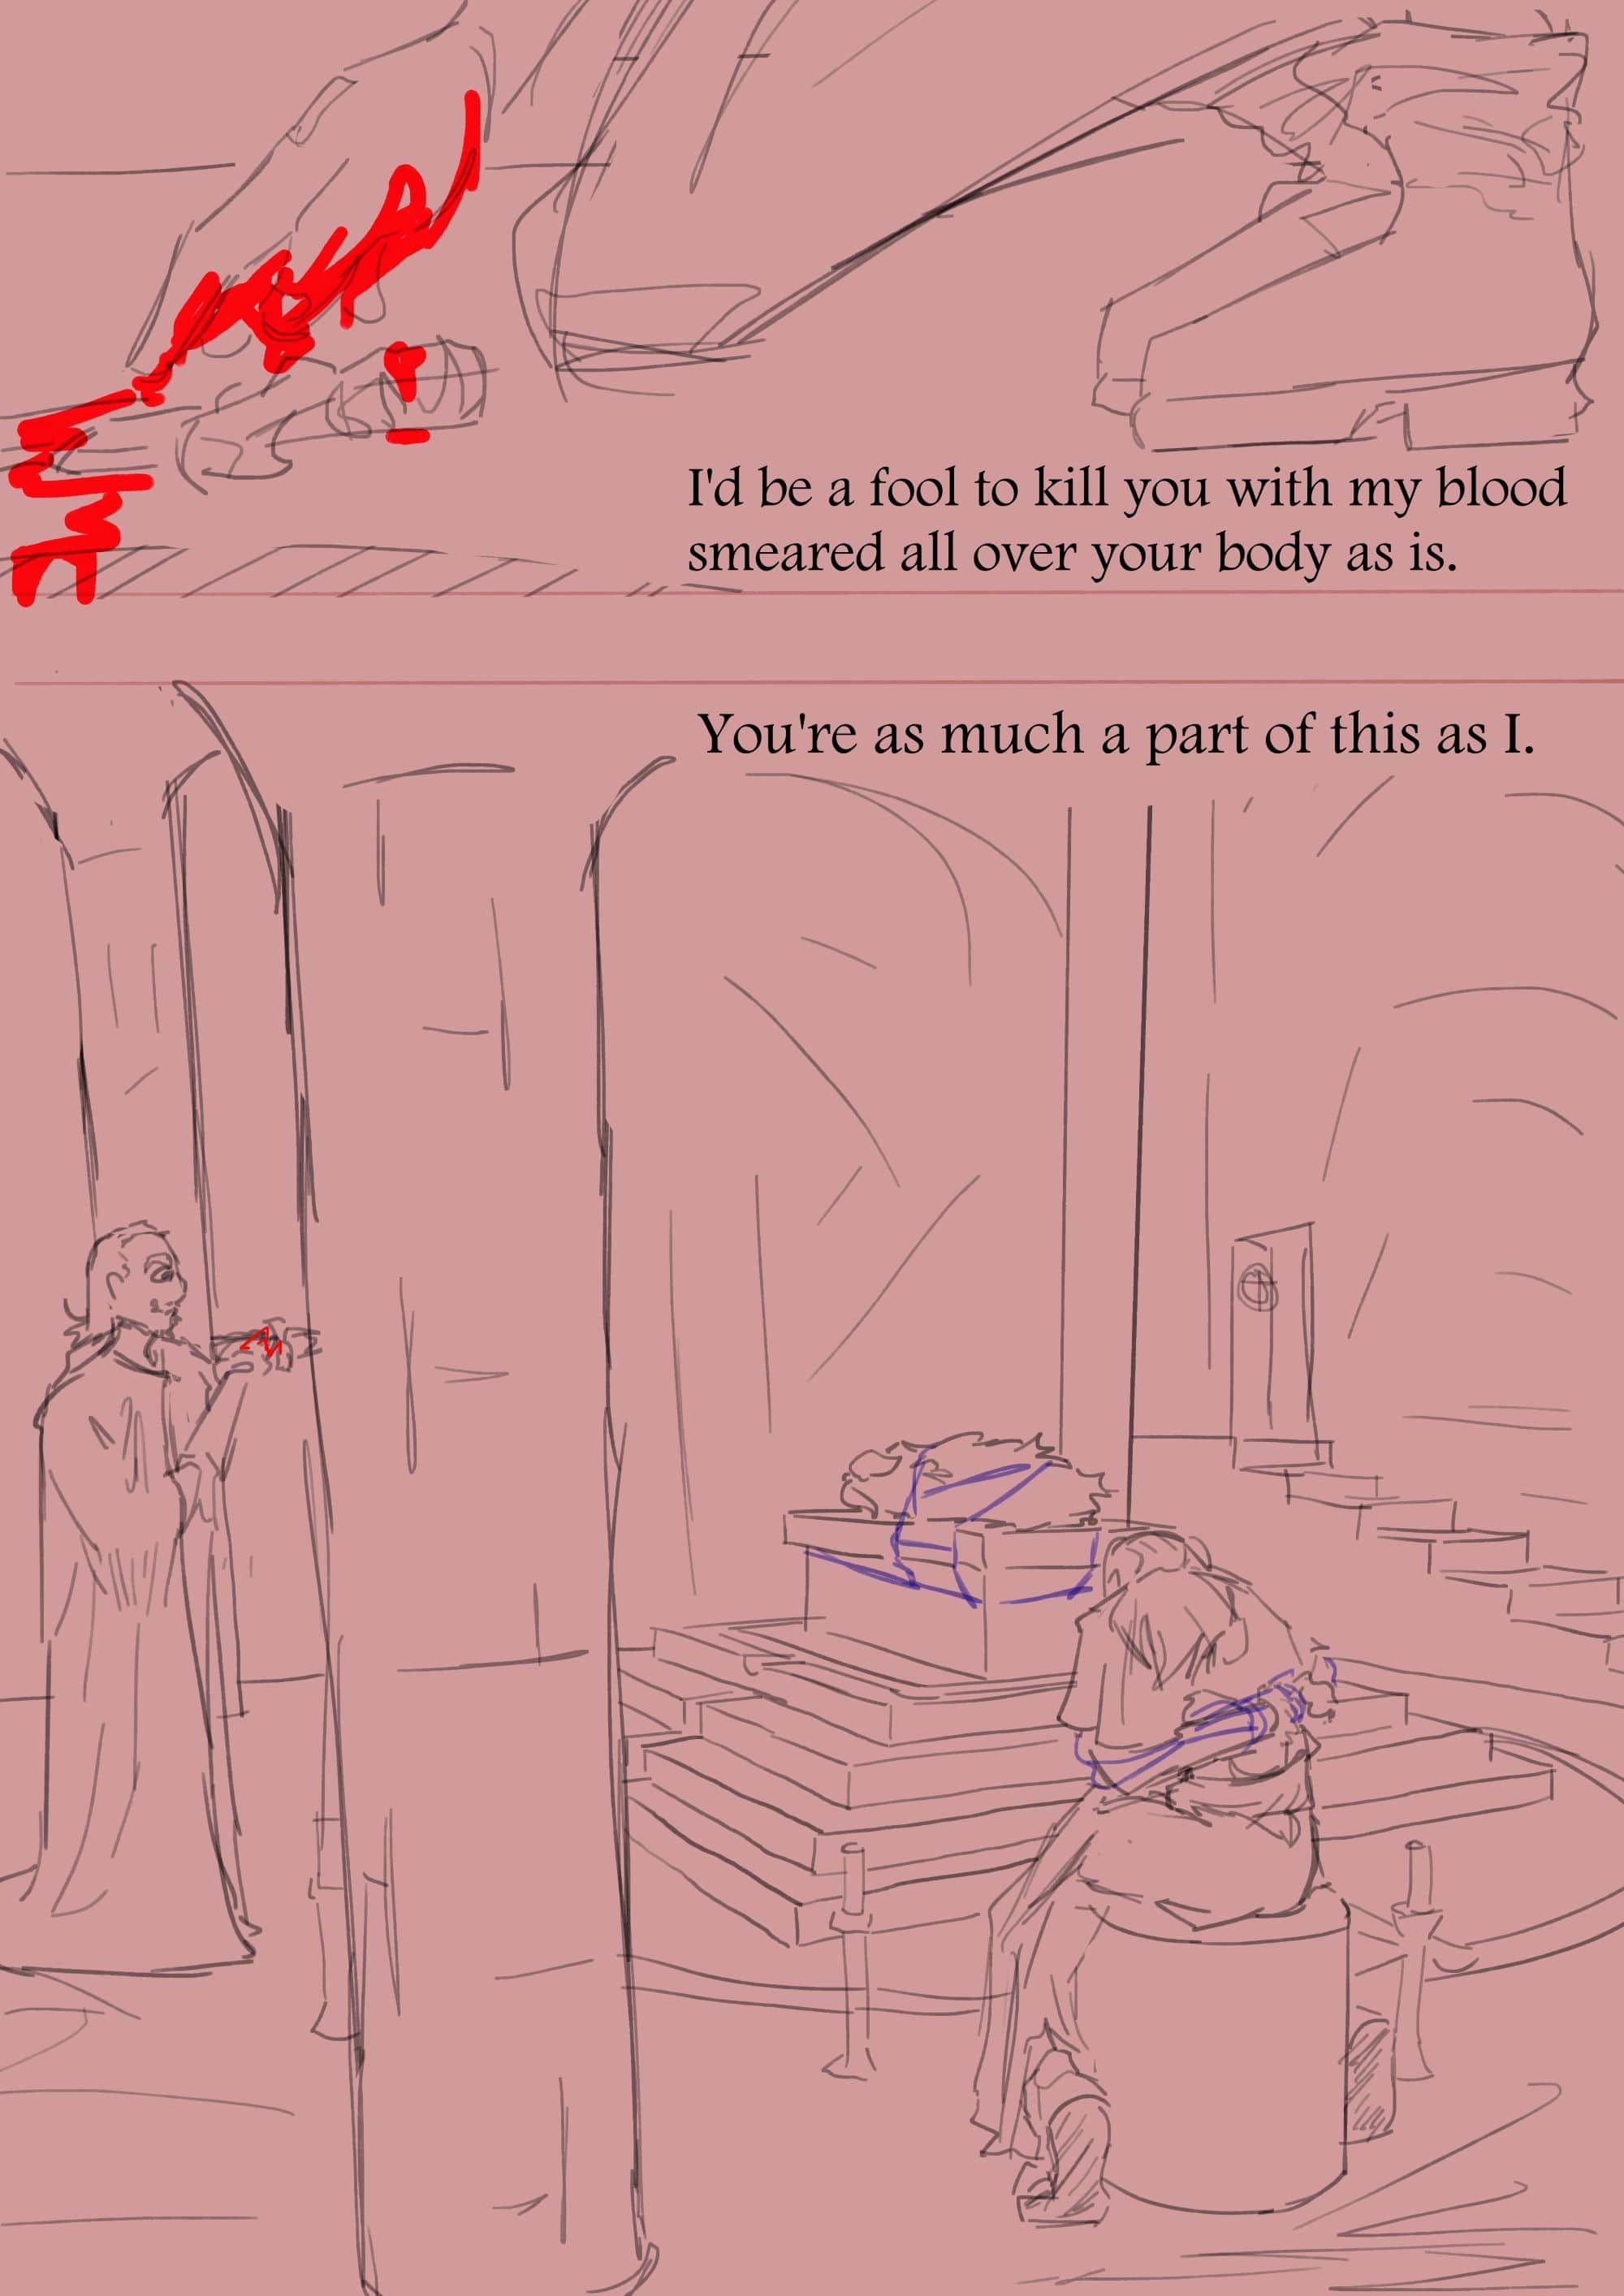 I'd be a fool to kill you with my blood
smeared all over your body as is.
You're as much a part of this as I.